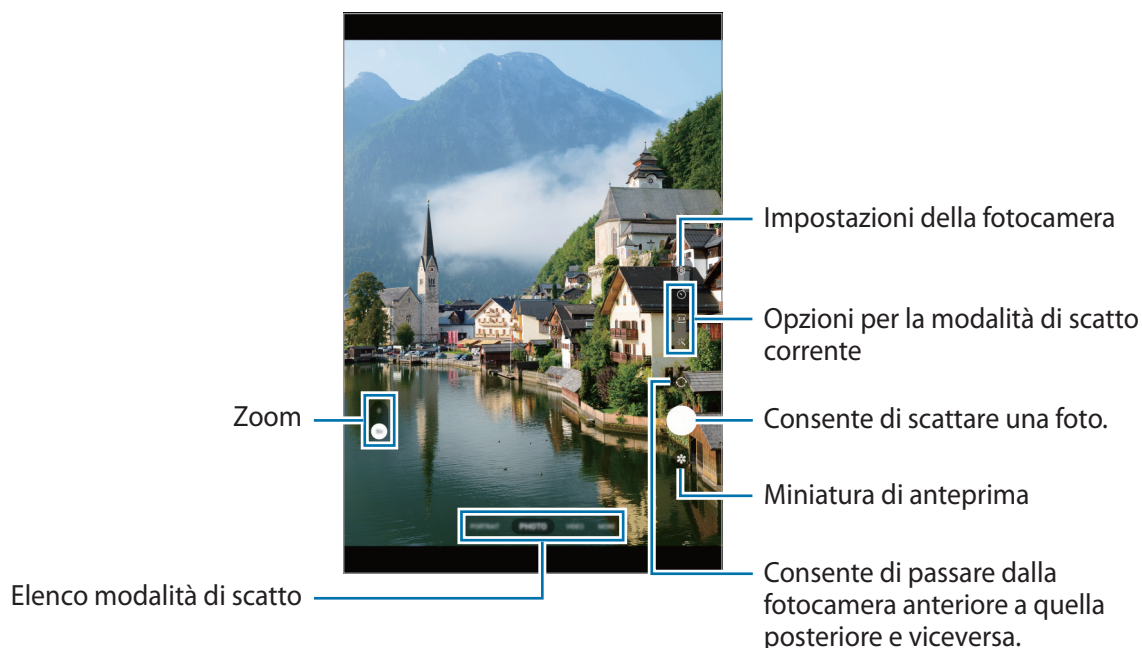 Impostazioni della fotocamera
Opzioni per la modalità di scatto
corrente
Zoom
Consente di scattare una foto.
Miniatura di anteprima
PORTRAIT PHOTO VIDEO MORE
Elenco modalità di scatto
Consente di passare dalla
fotocamera anteriore a quella
posteriore e viceversa.